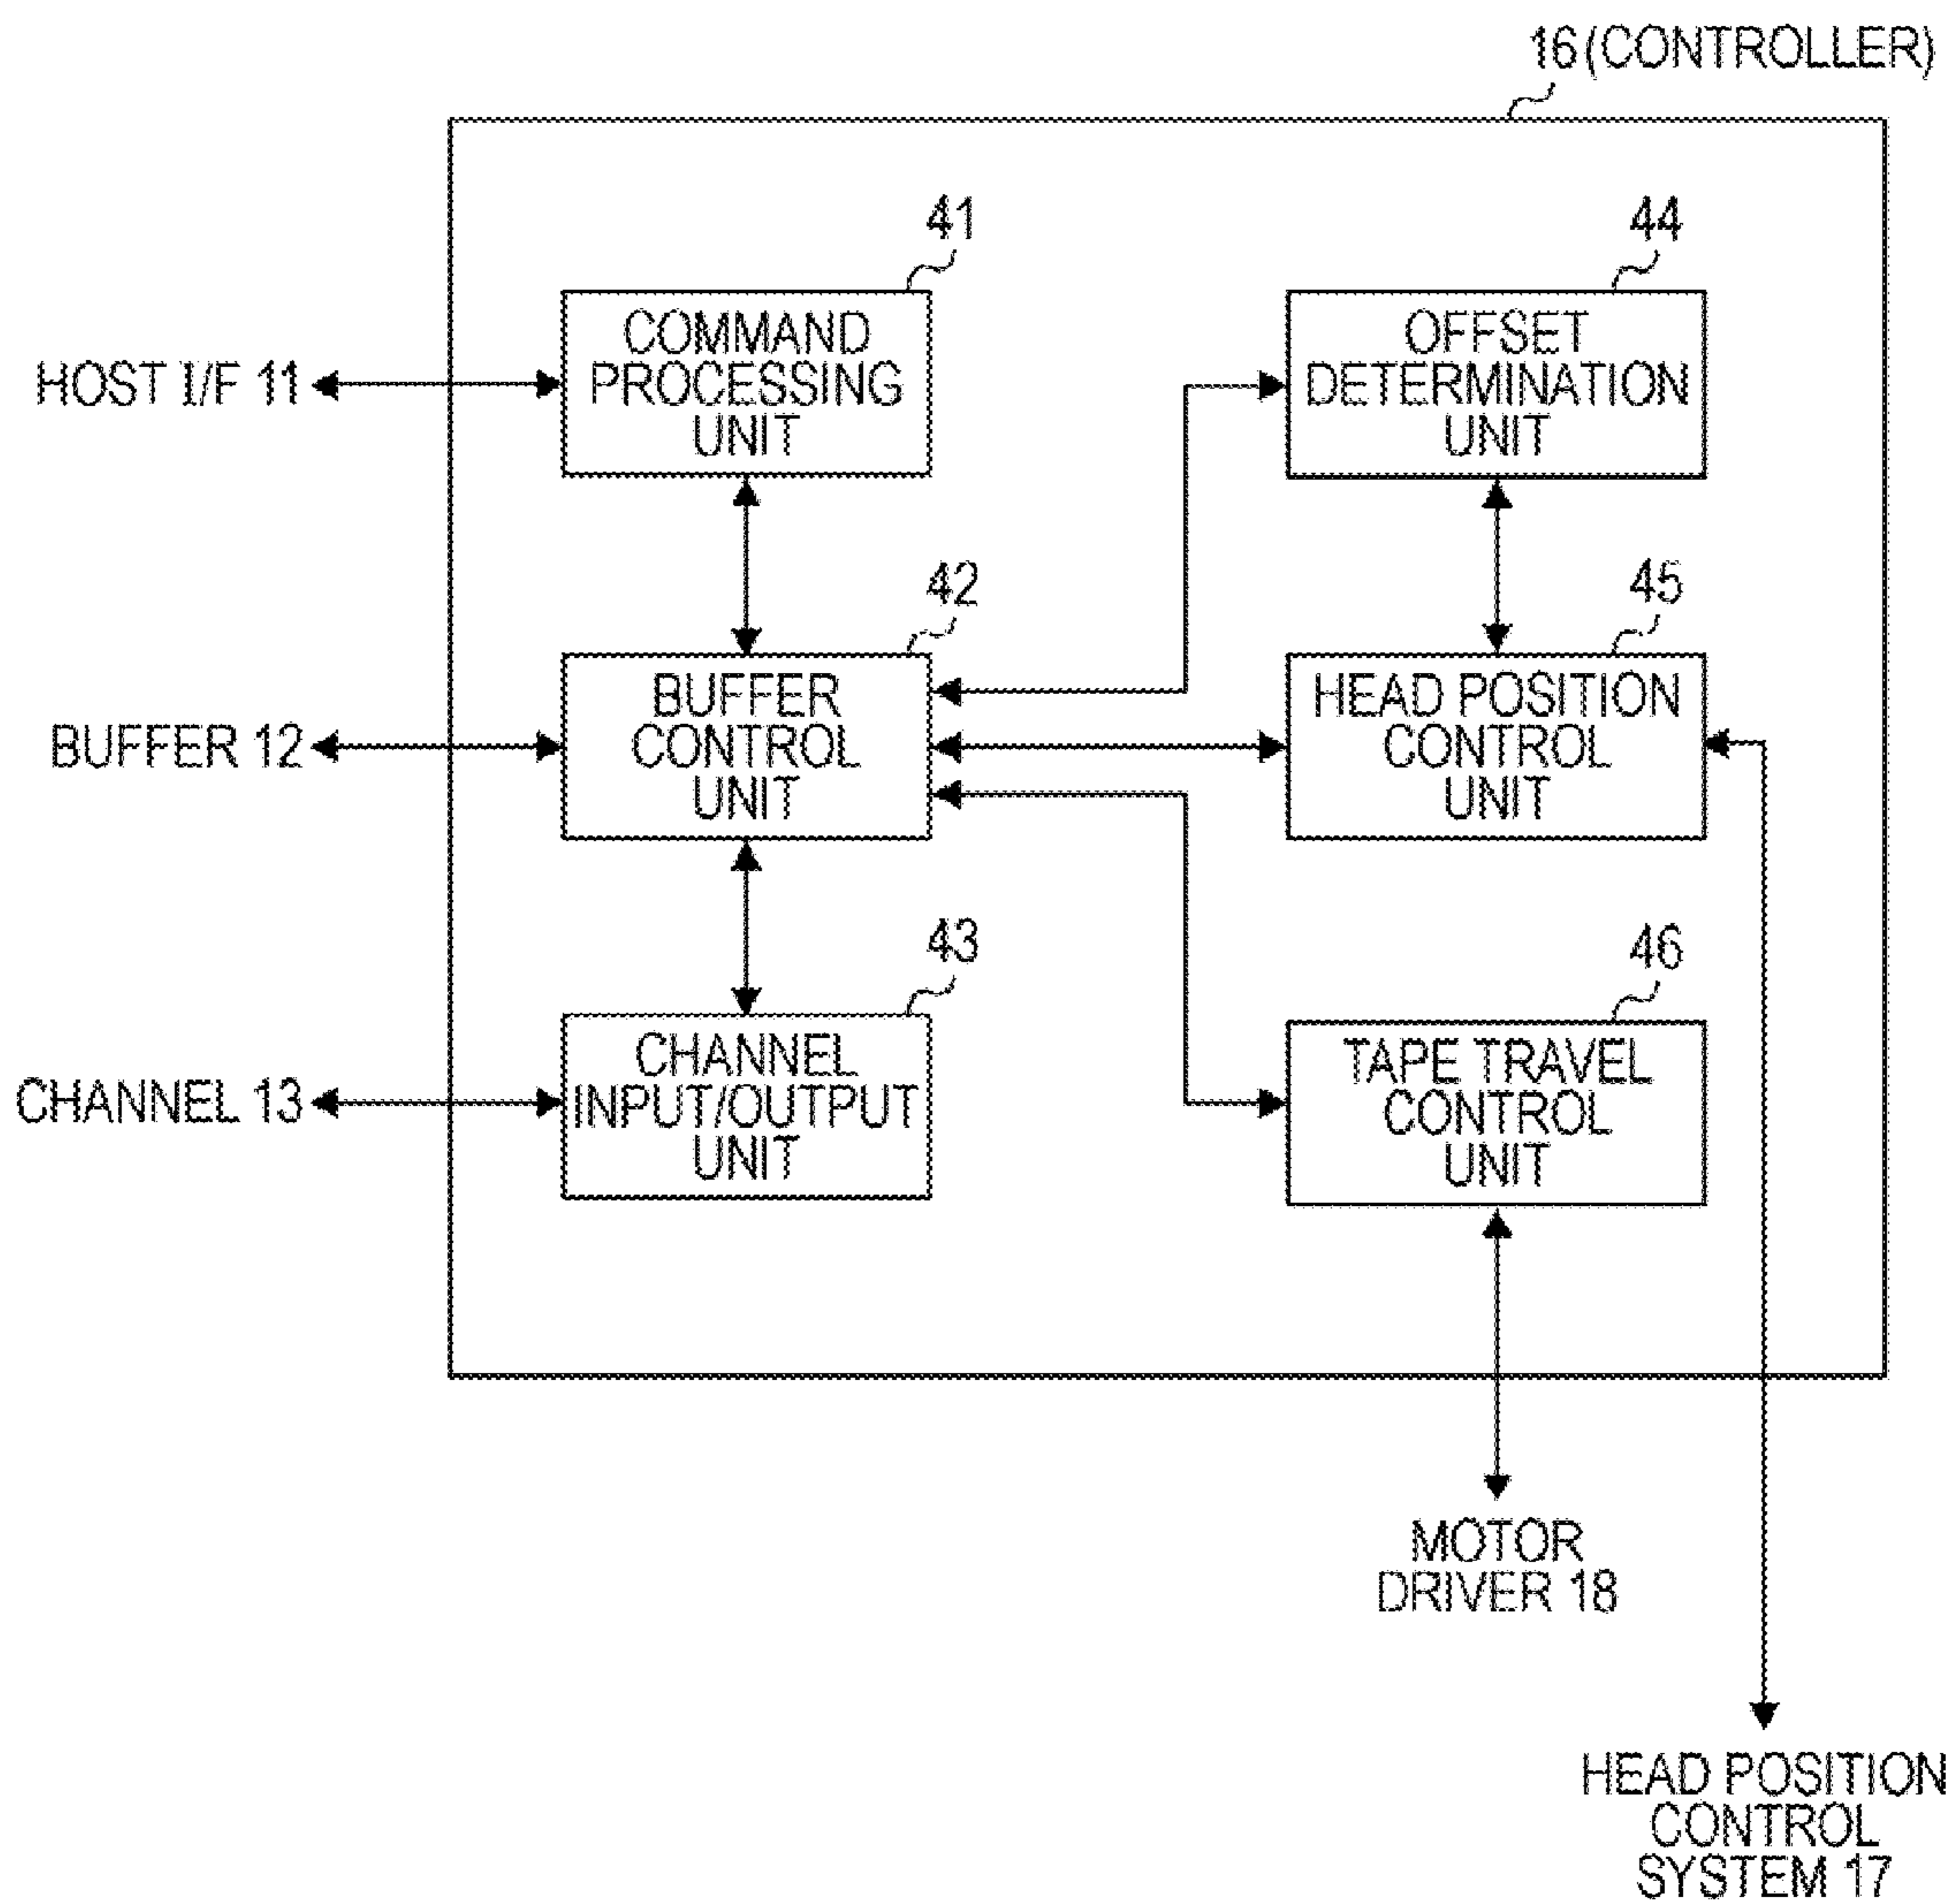 16 (CONTROLLER)
41
COMMAND
PROCESSING
UNIT
44
OFFSET
DETERMINATION
UNIT
HOST I/F 11
42
BUFFER
CONTROL
UNIT
45
HEAD POSITION
CONTROL
UNIT
BUFFER 12
43
CHANNEL
INPUT/OUTPUT
UNIT
46
TAPE TRAVEL
CONTROL
UNIT
CHANNEL 13
MOTOR
DRIVER 18
HEAD POSITION
CONTROL
SYSTEM 17